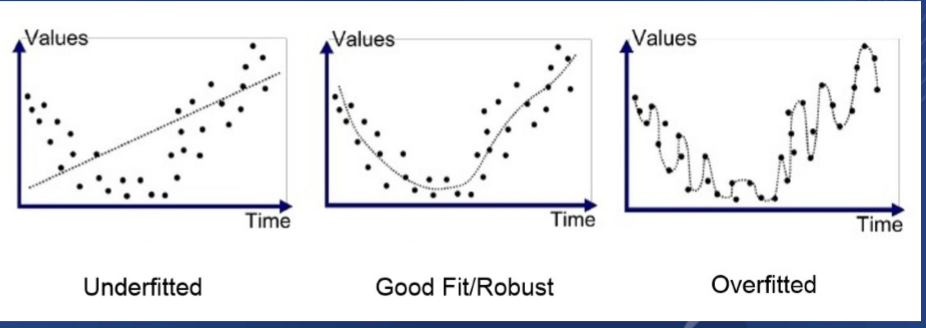 Values
Values
Values
Time
Time
Time
Underfitted
Good Fit/Robust
Overfitted